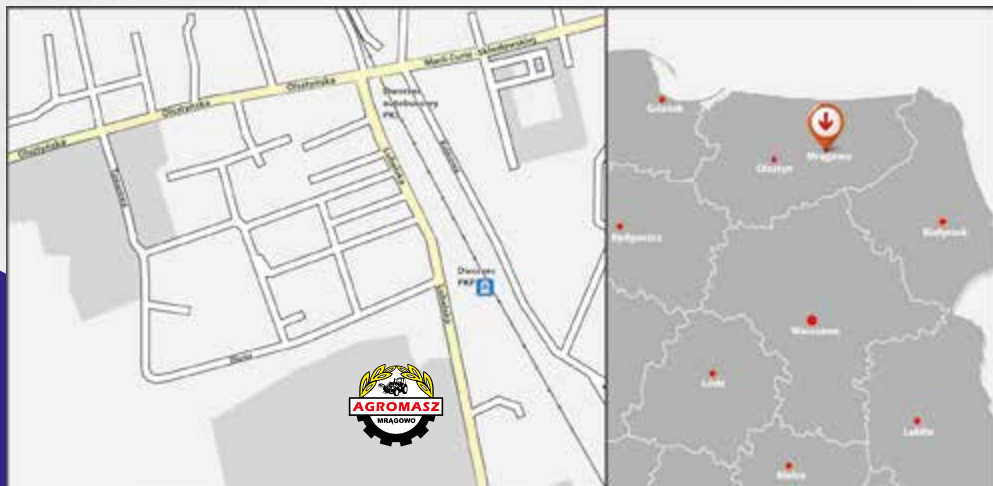 Marii Curie - Skłodowskiej
Olsztyńska
Olsztyńska
Olsztyńska
Dworzec
autobusowy
PKS
Lubelska
Kolejowa
Dworzec
PKP
Lubelska
AGROMASZ
MRĄGOWO
Gdańsk
Mrągowo
Olsztyn
Białystok
Bydgoszcz
Warszawa
Łódź
Lublin
Kielce